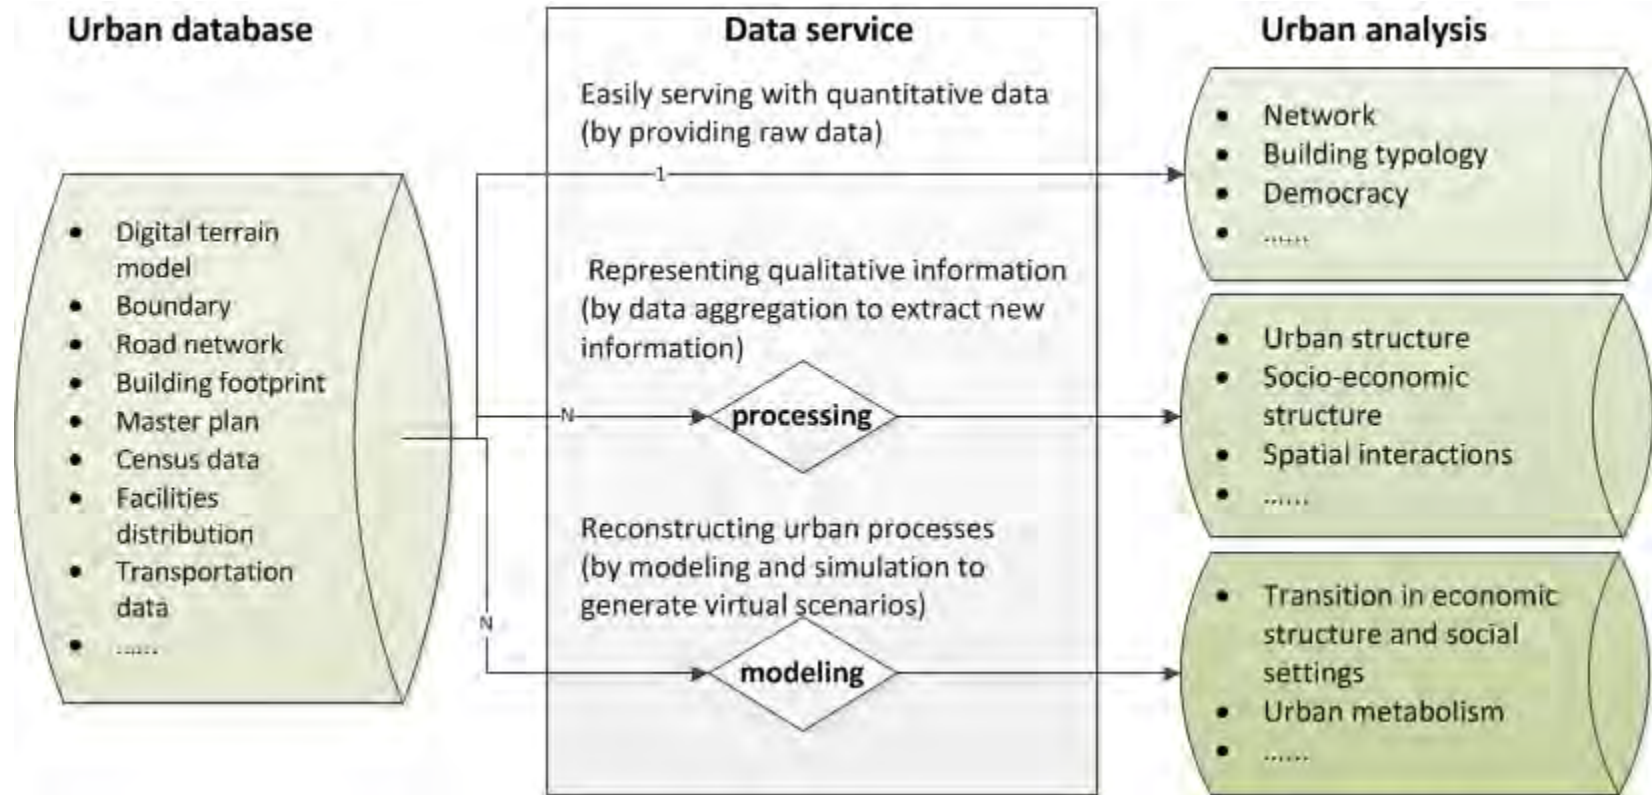 Urban database
Digital terrain
model
Boundary
Road network
Building footprint
Master plan
Census data
Facilities
distribution
Transportation
data
......
Data service
Easily serving with quantitative data
(by providing raw data)
1
Representing qualitative information
(by data aggregation to extract new
information)
N
processing
Reconstructing urban processes
(by modeling and simulation to
generate virtual scenarios)
N
modeling
Urban analysis
Network
Building typology
Democracy
......
Urban structure
Socio-economic
structure
Spatial interactions
......
Transition in economic
structure and social
settings
Urban metabolism
......